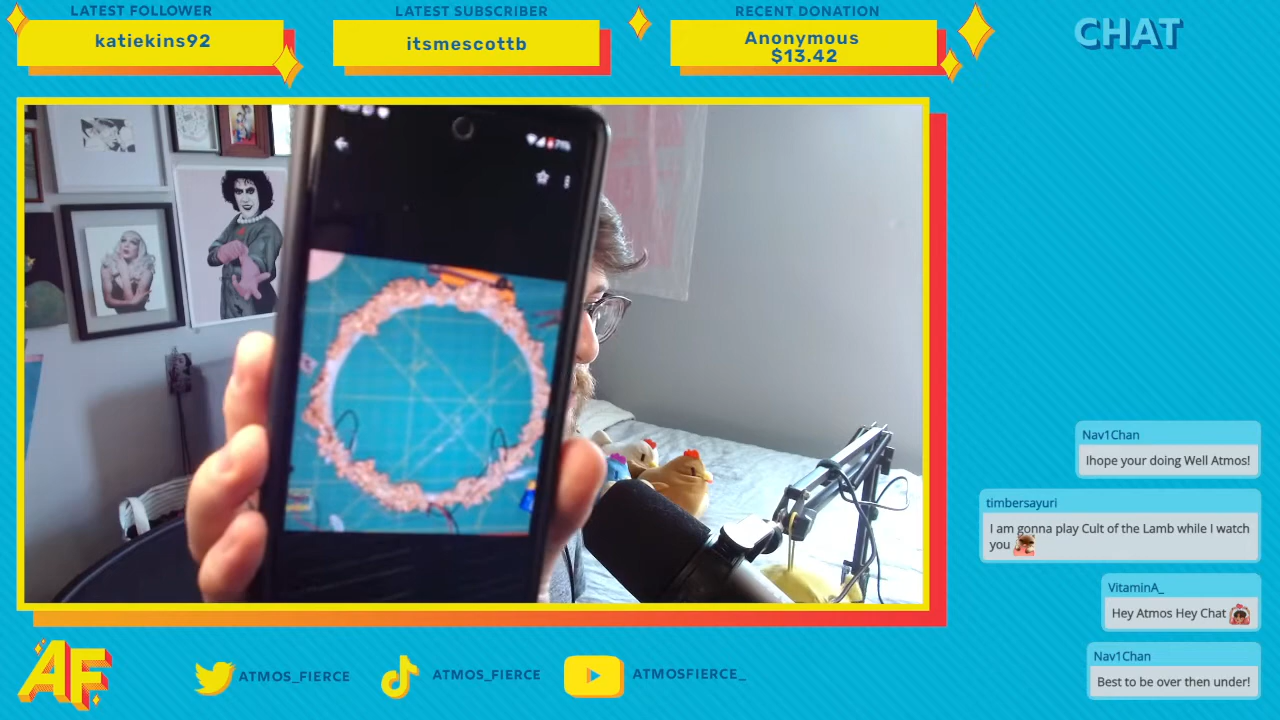 LATEST FOLLOWER
katiekins92
LATEST SUBSCRIBER
itsmescottb
RECENT DONATION
Anonymous
$13.42
CHAT
Nav1Chan
Ihope your doing Well Atmos!
timbersayuri
I am gonna play Cult of the Lamb while I watch
you
VitaminA_
Hey Atmos Hey Chat
Nav1Chan
Best to be over then under!
AF
ATMOS_FIERCE
ATMOS_FIERCE
ATMOSFIERCE_